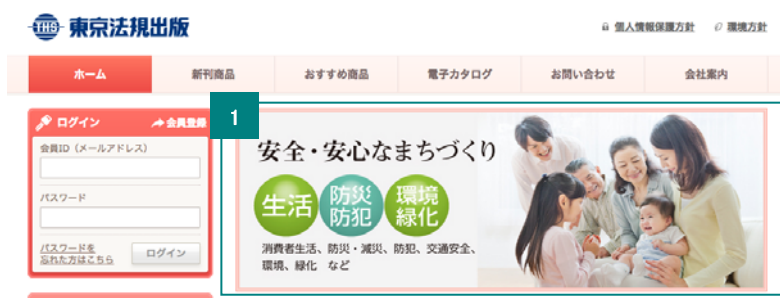 THS 東京法規出版
個人情報保護方針 環境方針
ホーム 新刊商品 おすすめ商品 電子カタログ お問い合わせ 会社案内
ログイン 会員登録
会員ID（メールアドレス）
パスワード
パスワードを
忘れた方はこちら
ログイン
1
安全・安心なまちづくり
生活
防災
防犯
環境
緑化
消費者生活、防災・減災、防犯、交通安全、
環境、緑化 など